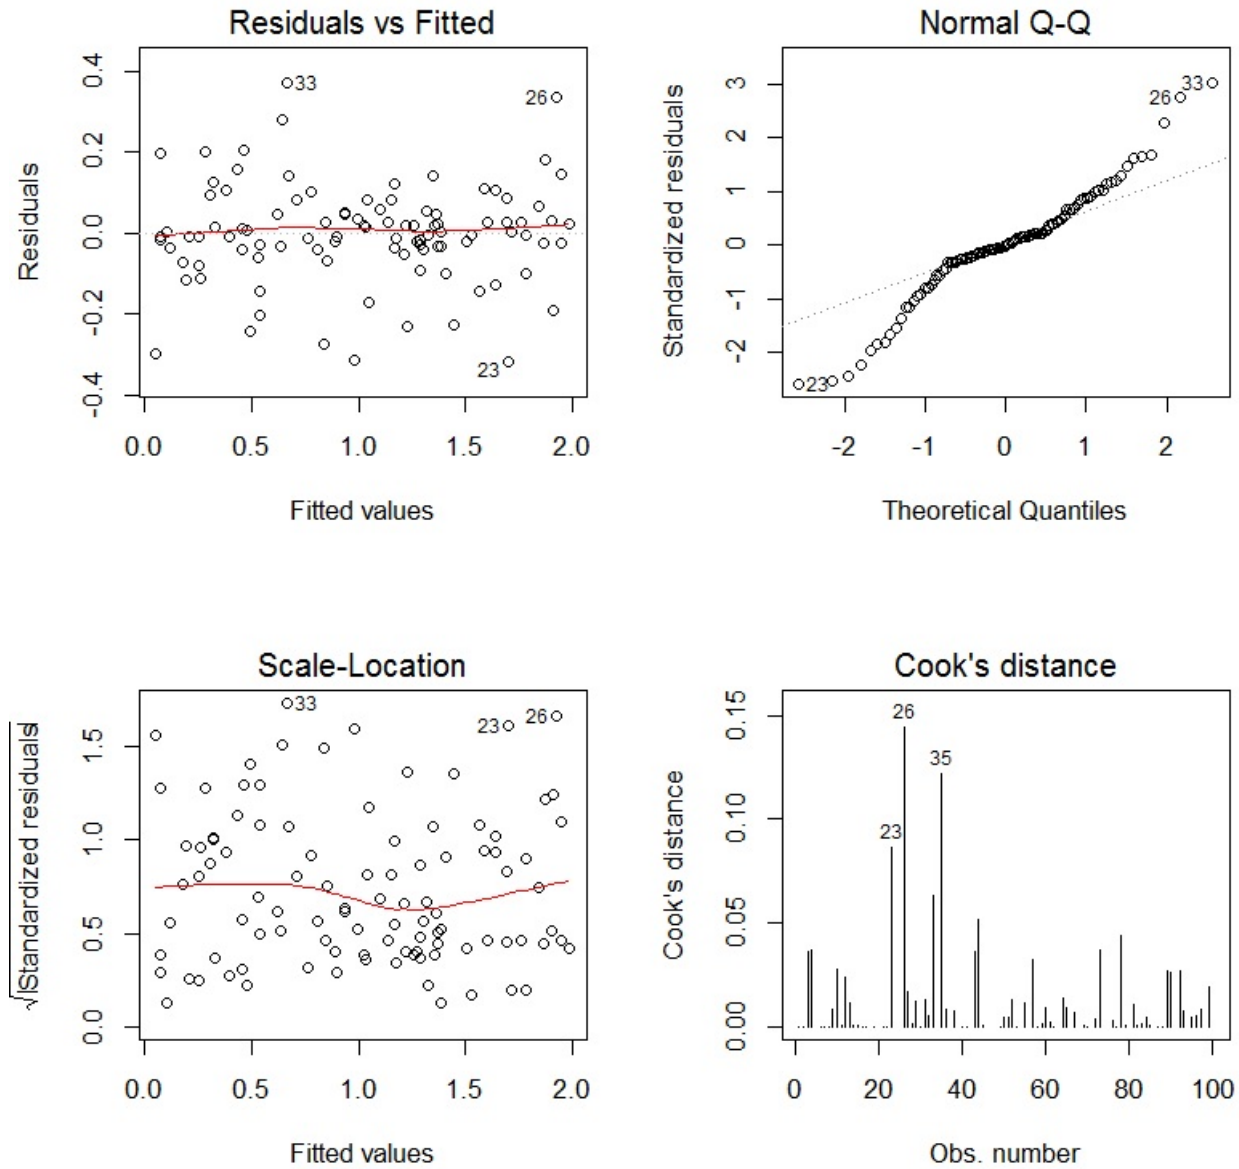 Residuals vs Fitted
Residuals
0.4
0.2
0.0
-0.2
-0.4
33
26
23
0.0 0.5 1.0 1.5 2.0
Fitted values
Normal Q-Q
Standardized residuals
3
2
1
0
-1
-2
26 33
23
-2 -1 0 1 2
Theoretical Quantiles
Scale-Location
√|Standardized residuals|
1.5
1.0
0.5
0.0
33
23 26
0.0 0.5 1.0 1.5 2.0
Fitted values
Cook's distance
Cook's distance
0.15
0.10
0.05
0.00
26
35
23
0 20 40 60 80 100
Obs. number